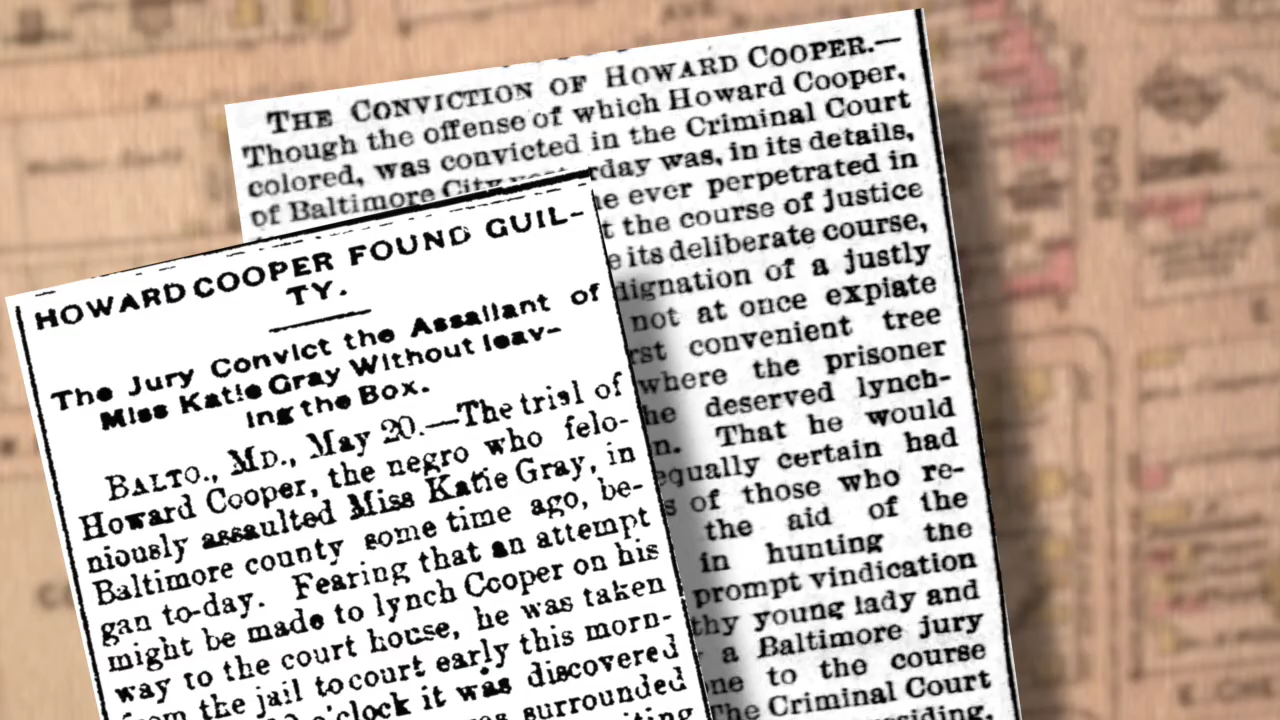 THE CONVICTION OF HOWARD COOPER.—
Though the offense of which Howard Cooper,
colored, was convicted in the Criminal Court
of Baltimore City yesterday was, in its details,
ever perpetrated in
the course of justice
its deliberate course,
of a justly
not at once expiate
convenient tree
where the prisoner
deserved lynch-
That he would
equally certain had
of those who re-
the aid of the
in hunting the
prompt vindication
young lady and
a Baltimore jury
to the course
The Criminal Court
HOWARD COOPER FOUND GUIL-
TY.
The Jury Convict the Assailant of
Miss Katie Gray Without leav-
ing the Box.
BALTO., MD., May 20.—The trial of
Howard Cooper, the negro who felo-
niously assaulted Miss Katie Gray, in
Baltimore county some time ago, be-
gan to-day. Fearing that an attempt
might be made to lynch Cooper on his
way to the court house, he was taken
from the jail to court early this morn-
o'clock it was discovered
surrounded